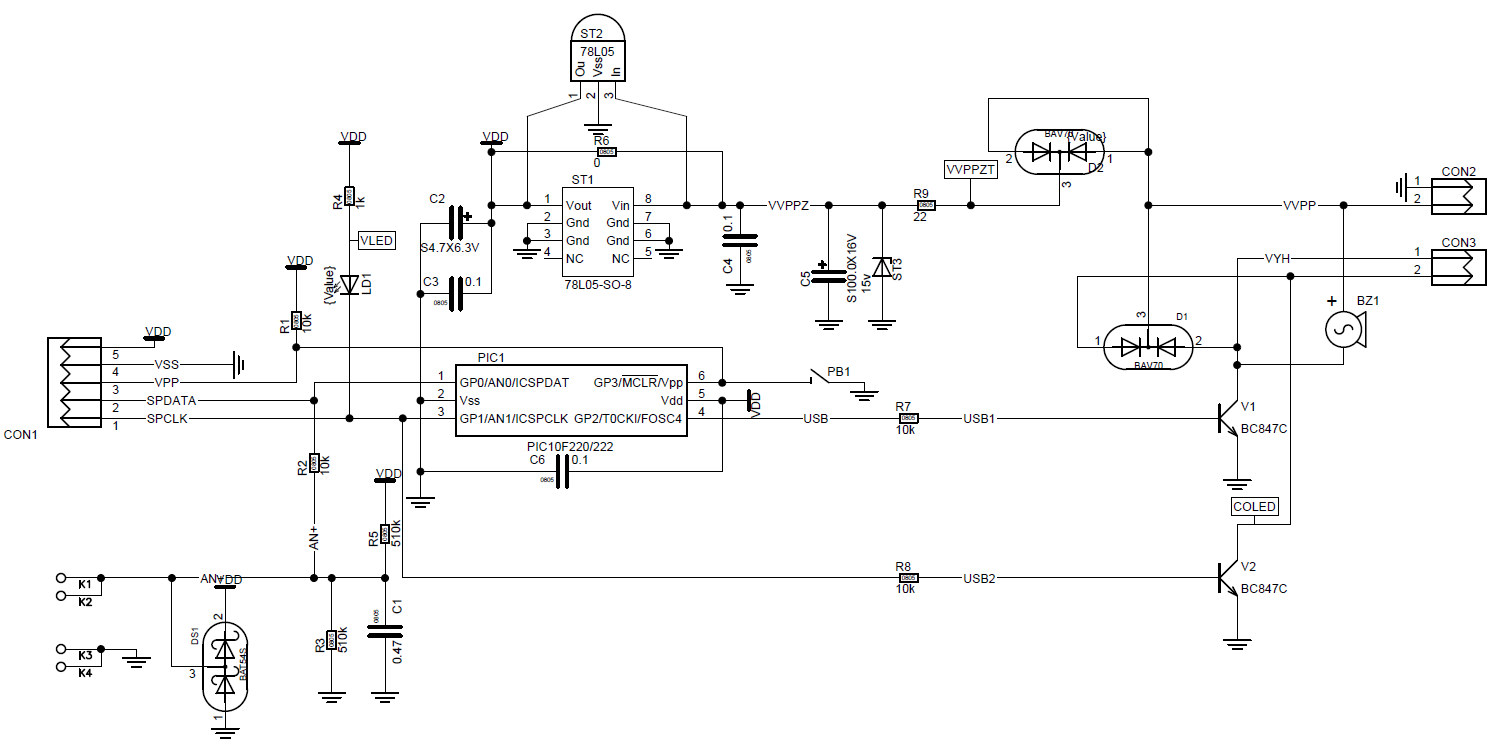 ST2
78L05
Ou Vss In
1 2 3
VDD
VDD
R6
0805
0
BAV70
{Value}
2
1
D2
3
VVPPZT
CON2
1
2
R4
0805
1k
C2
S4.7X6.3V
ST1
1 Vout Vin 8
2 Gnd Gnd 7
3 Gnd Gnd 6
4 NC NC 5
78L05-SO-8
VVPPZ
R9
0805
22
VVPP
CON3
1
2
VLED
0.1
C4
0805
C5
S100.0X16V
15v
ST3
VYH
VDD
{Value}
LD1
C3
0.1
0805
BZ1
R1
0805
10k
3
D1
1
2
BAV70
VDD
5
VSS
4
VPP
3
SPDATA
2
SPCLK
1
CON1
PIC1
1 GP0/AN0/ICSPDAT GP3/MCLR/Vpp 6
2 Vss Vdd 5
3 GP1/AN1/ICSPCLK GP2/T0CKI/FOSC4 4
PIC10F220/222
PB1
VDD
USB
R7
0805
10k
USB1
V1
BC847C
C6
0.1
0805
R2
0805
10k
VDD
COLED
AN+
R5
0805
510k
K1
K2
AN+
VDD
R8
0805
10k
USB2
V2
BC847C
2
DS1
BAT54S
3
1
R3
0805
510k
0805
C1
0.47
K3
K4